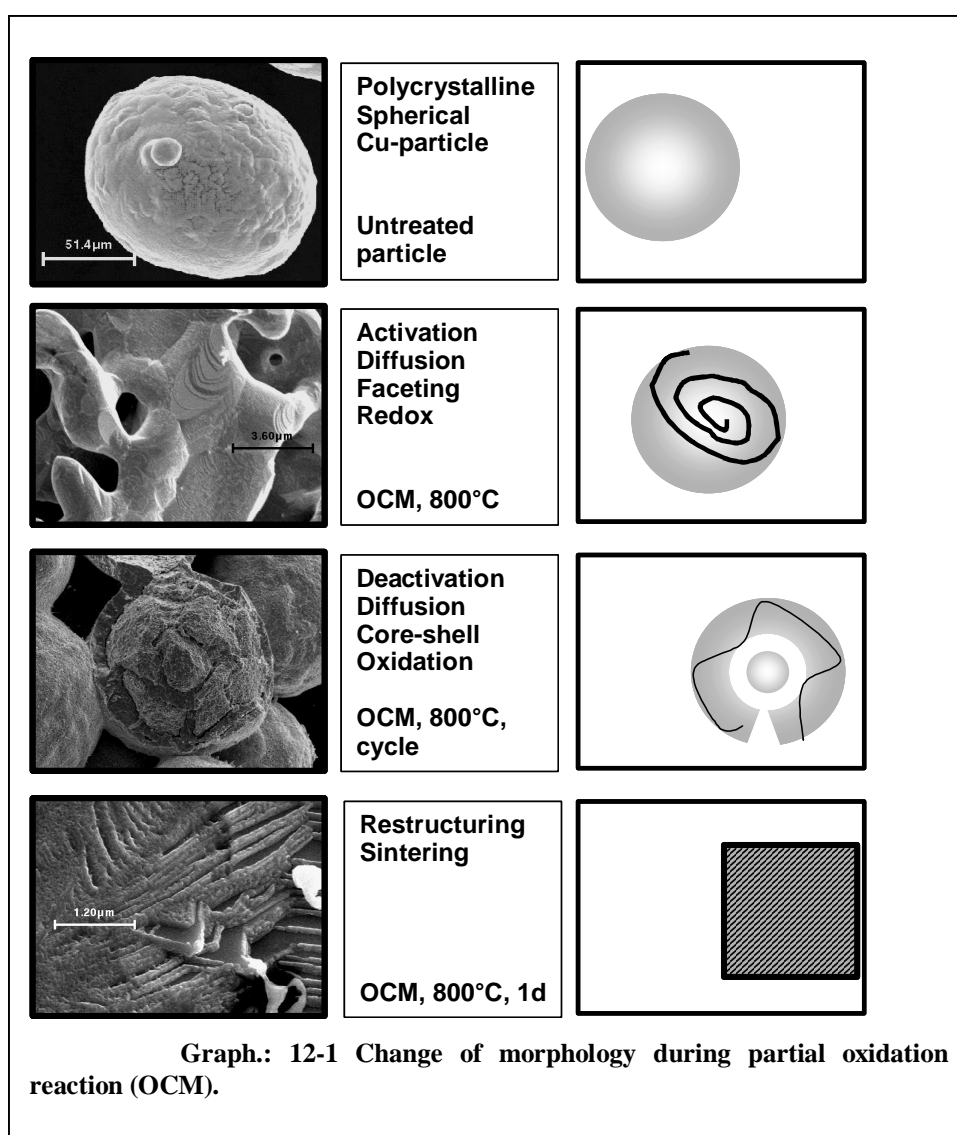 Polycrystalline
Spherical
Cu-particle
Untreated
particle
51.4µm
Activation
Diffusion
Faceting
Redox
OCM, 800°C
3.60µm
Deactivation
Diffusion
Core-shell
Oxidation
OCM, 800°C,
cycle
Restructuring
Sintering
OCM, 800°C, 1d
1.20µm
Graph.: 12-1 Change of morphology during partial oxidation
reaction (OCM).